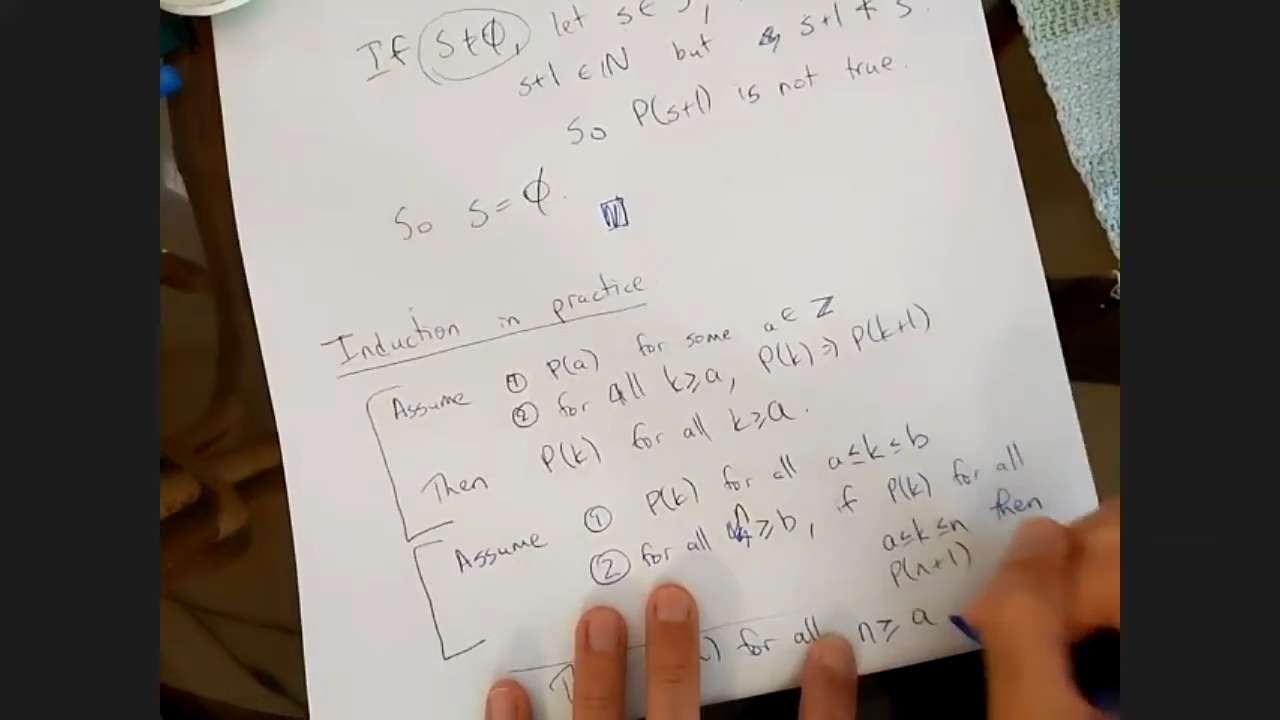 If S≠∅, let s∈S,
s+1 ∈ ℕ but s+1 ∉ S.
So P(s+1) is not true.
So S=∅.
Induction in practice
Assume ① P(a) for some a∈ℤ
② for all k≥a, P(k)⇒P(k+1)
Then P(k) for all k≥a.
Assume ① P(k) for all a≤k≤b
② for all n≥b, if P(k) for all
a≤k≤n then
P(n+1)
) for all n≥a